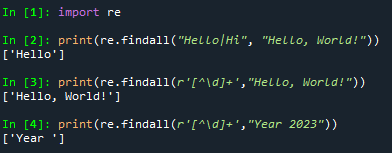 In [1]: import re
In [2]: print(re.findall("Hello|Hi", "Hello, World!"))
['Hello']
In [3]: print(re.findall(r'[^\d]+',"Hello, World!"))
['Hello, World!']
In [4]: print(re.findall(r'[^\d]+',"Year 2023"))
['Year ']